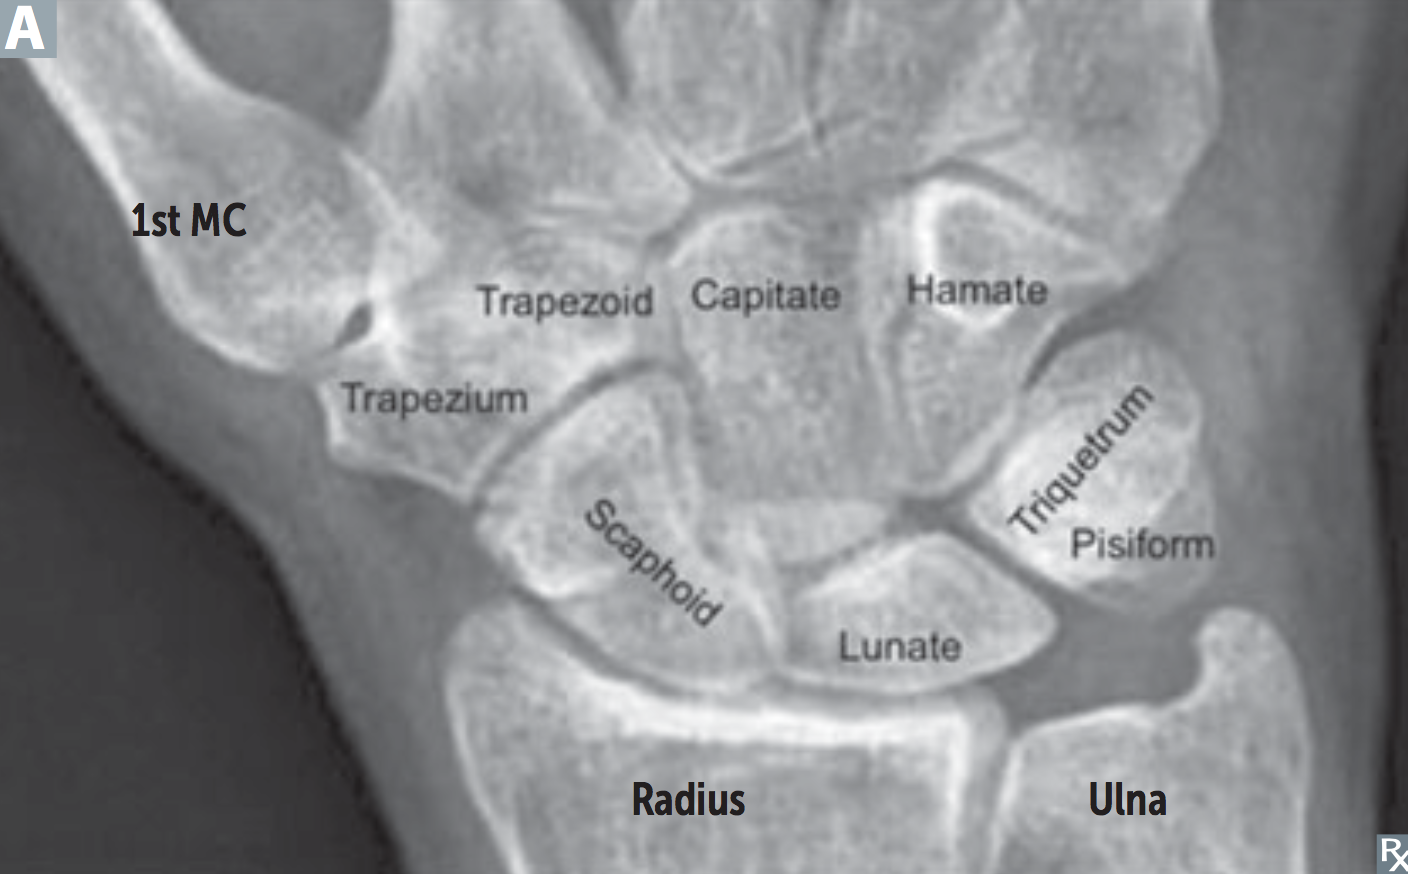 A
1st MC
Trapezoid
Capitate
Hamate
Trapezium
Triquetrum
Scaphoid
Pisiform
Lunate
Radius
Ulna
Rx